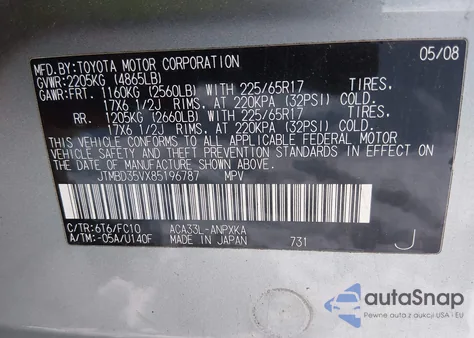 MFD.BY:TOYOTA MOTOR CORPORATION 05/08
GVWR:2205KG (4865LB)
GAWR:FRT. 1160KG (2560LB) WITH 225/65R17 TIRES.
17X6 1/2J RIMS, AT 220KPA (32PSI) COLD.
RR. 1205KG (2660LB) WITH 225/65R17 TIRES.
17X6 1/2J RIMS, AT 220KPA (32PSI) COLD.
THIS VEHICLE CONFORMS TO ALL APPLICABLE FEDERAL MOTOR
VEHICLE SAFETY AND THEFT PREVENTION STANDARDS IN EFFECT ON
THE DATE OF MANUFACTURE SHOWN ABOVE.
JTMBD35VX85196787 MPV
C/TR:6T6/FC10 ACA33L-ANPXKA
A/TM:-05A/U140F MADE IN JAPAN 731 J
autoSnap
Pewne auta z USA i EU